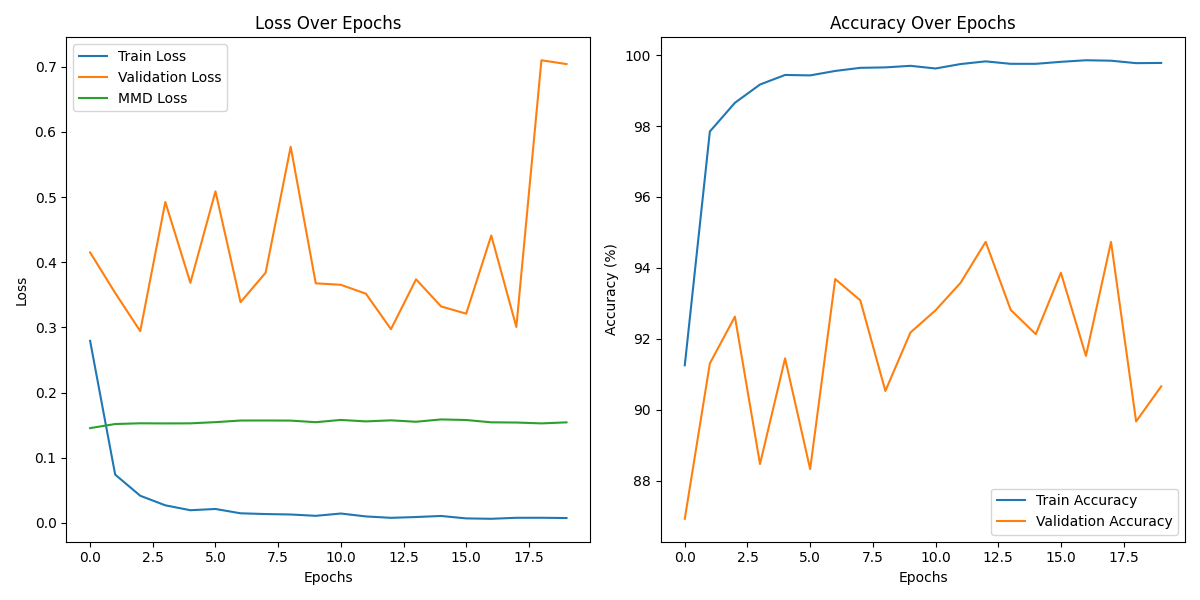 Loss Over Epochs
Train Loss
Validation Loss
MMD Loss
0.7
0.6
0.5
0.4
0.3
0.2
0.1
0.0
Loss
0.0 2.5 5.0 7.5 10.0 12.5 15.0 17.5
Epochs
Accuracy Over Epochs
100
98
96
94
92
90
88
Accuracy (%)
Train Accuracy
Validation Accuracy
0.0 2.5 5.0 7.5 10.0 12.5 15.0 17.5
Epochs